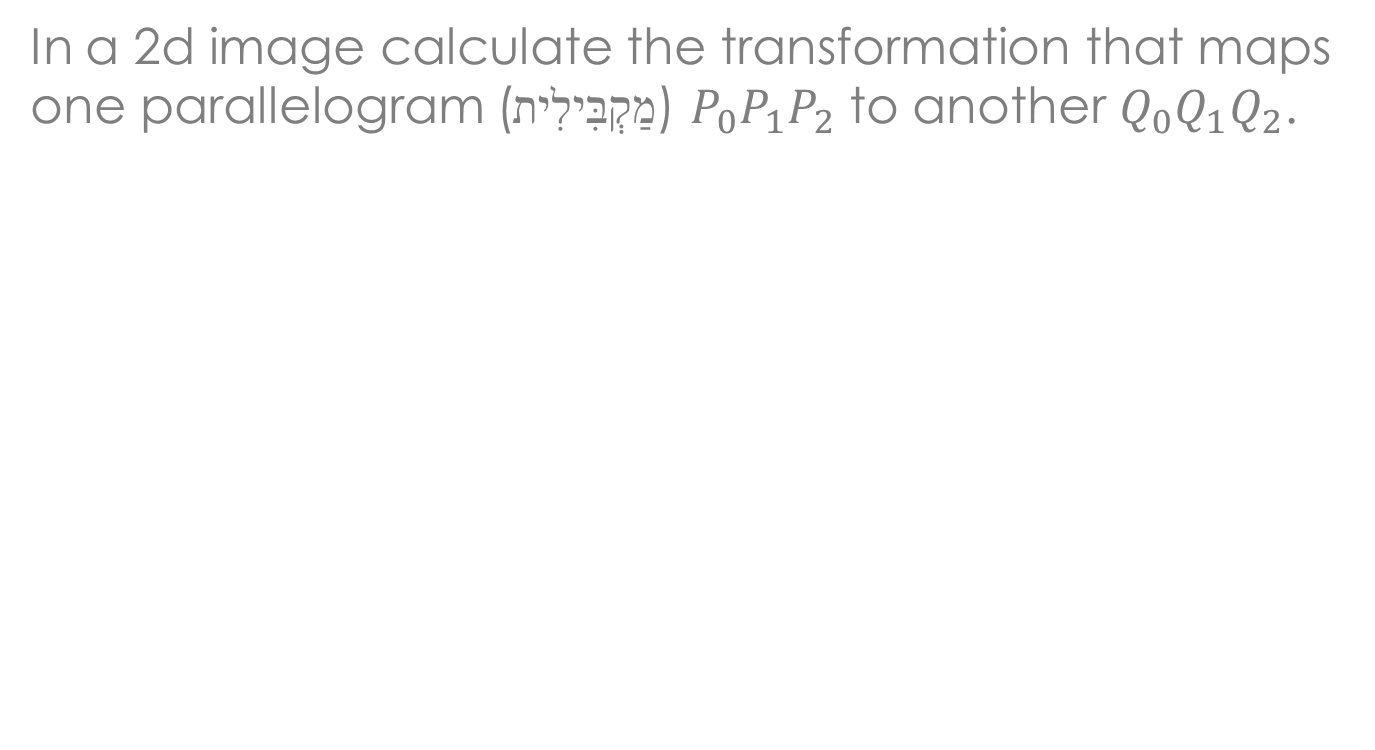 In a 2d image calculate the transformation that maps
one parallelogram (מַקְבִּילִית) P₀P₁P₂ to another Q₀Q₁Q₂.